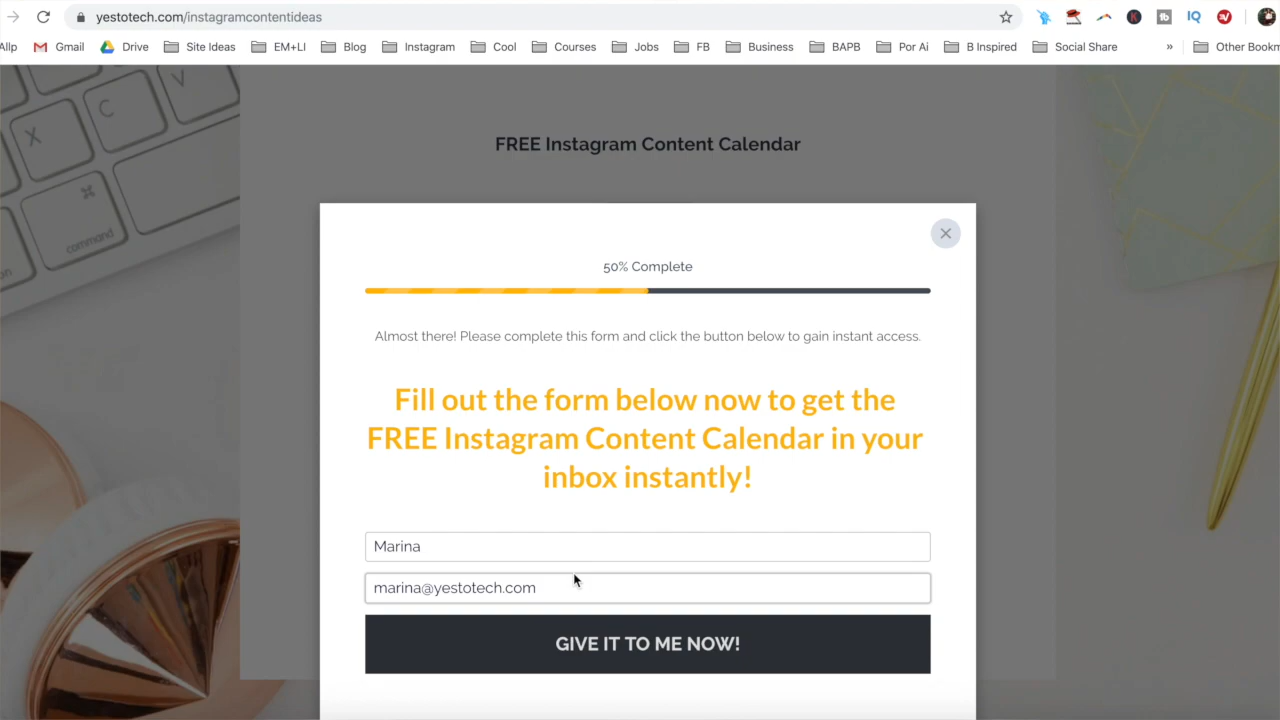 yestotech.com/instagramcontentideas
Gmail Drive Site Ideas EM+LI Blog Instagram Cool Courses Jobs FB Business BAPB Por Ai B Inspired Social Share » Other Bookm
FREE Instagram Content Calendar
50% Complete
Almost there! Please complete this form and click the button below to gain instant access.
Fill out the form below now to get the
FREE Instagram Content Calendar in your
inbox instantly!
Marina
marina@yestotech.com
GIVE IT TO ME NOW!
X
C
V
⌘
command